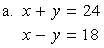 a. x + y = 24
x − y = 18